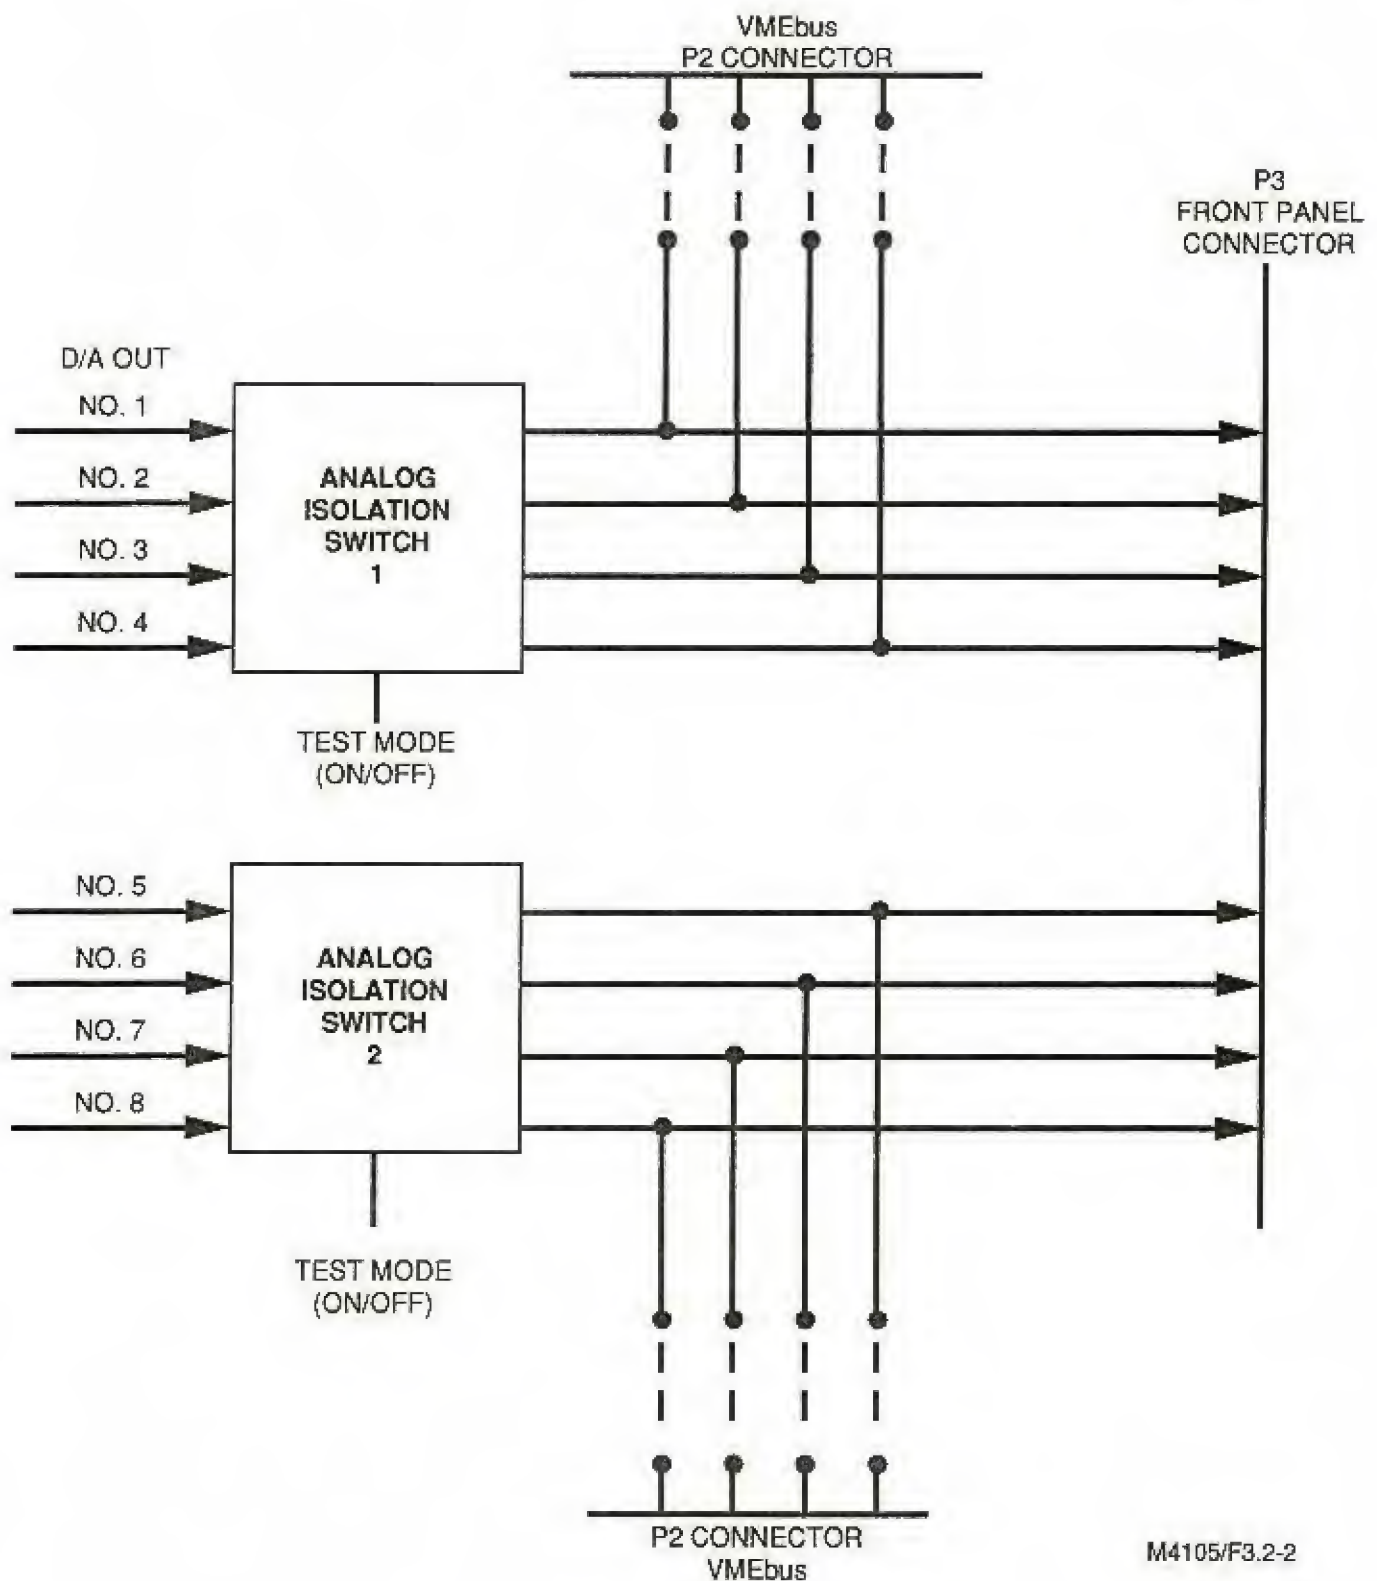 VMEbus
P2 CONNECTOR
P3
FRONT PANEL
CONNECTOR
D/A OUT
NO. 1
NO. 2
NO. 3
NO. 4
ANALOG
ISOLATION
SWITCH
1
TEST MODE
(ON/OFF)
NO. 5
NO. 6
NO. 7
NO. 8
ANALOG
ISOLATION
SWITCH
2
TEST MODE
(ON/OFF)
P2 CONNECTOR
VMEbus
M4105/F3.2-2